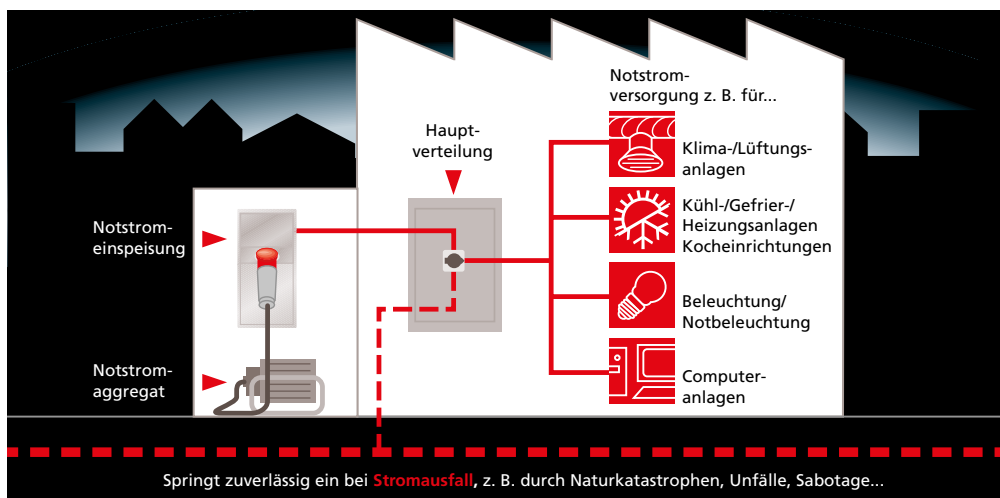 Notstrom-
versorgung z. B. für...
Haupt-
verteilung
Klima-/Lüftungs-
anlagen
Kühl-/Gefrier-/
Heizungsanlagen
Kocheinrichtungen
Notstrom-
einspeisung
Beleuchtung/
Notbeleuchtung
Notstrom-
aggregat
Computer-
anlagen
Springt zuverlässig ein bei Stromausfall, z. B. durch Naturkatastrophen, Unfälle, Sabotage...